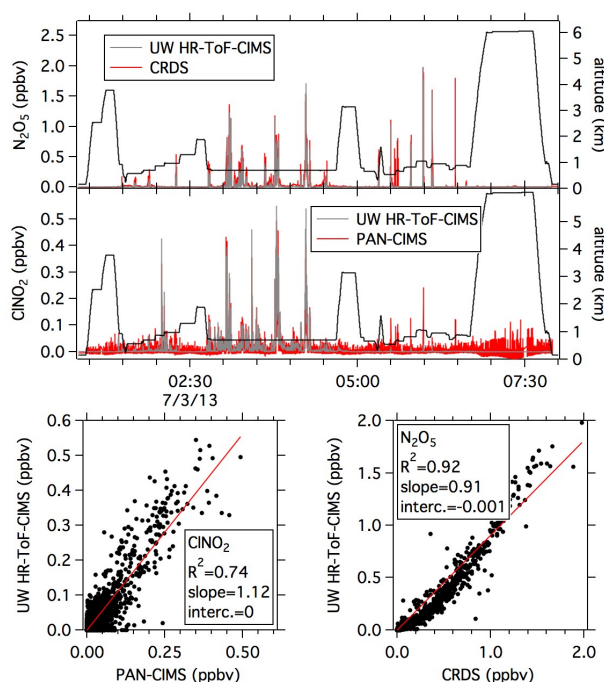 UW HR-ToF-CIMS
CRDS
N2O5 (ppbv)
2.5
2.0
1.5
1.0
0.5
0.0
6
5
4
3
2
1
0
altitude (km)
UW HR-ToF-CIMS
PAN-CIMS
ClNO2 (ppbv)
0.5
0.4
0.3
0.2
0.1
0.0
5
4
3
2
1
0
altitude (km)
02:30
7/3/13
05:00
07:30
UW HR-ToF-CIMS (ppbv)
0.6
0.5
0.4
0.3
0.2
0.1
0.0
ClNO2
R2=0.74
slope=1.12
interc.=0
0.00
0.25
0.50
PAN-CIMS (ppbv)
UW HR-ToF-CIMS (ppbv)
2.0
1.5
1.0
0.5
0.0
N2O5
R2=0.92
slope=0.91
interc.=-0.001
0.0
1.0
2.0
CRDS (ppbv)